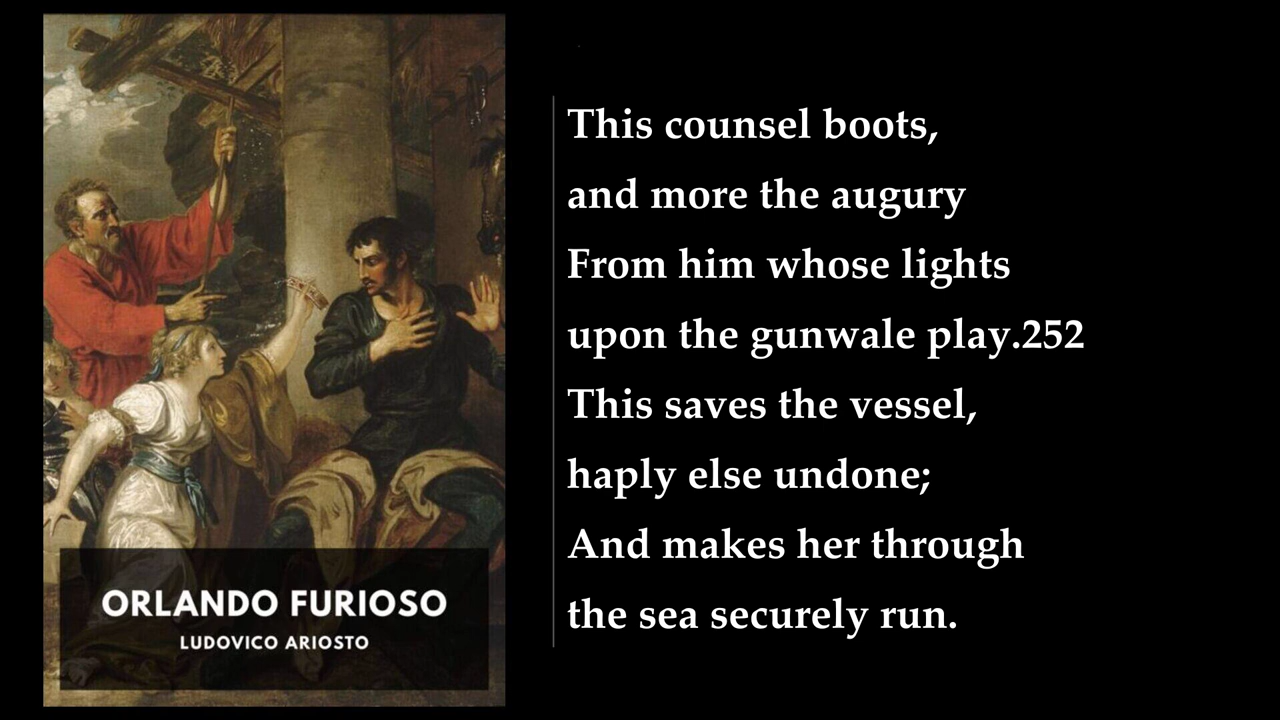 ORLANDO FURIOSO
LUDOVICO ARIOSTO
This counsel boots,
and more the augury
From him whose lights
upon the gunwale play.252
This saves the vessel,
haply else undone;
And makes her through
the sea securely run.